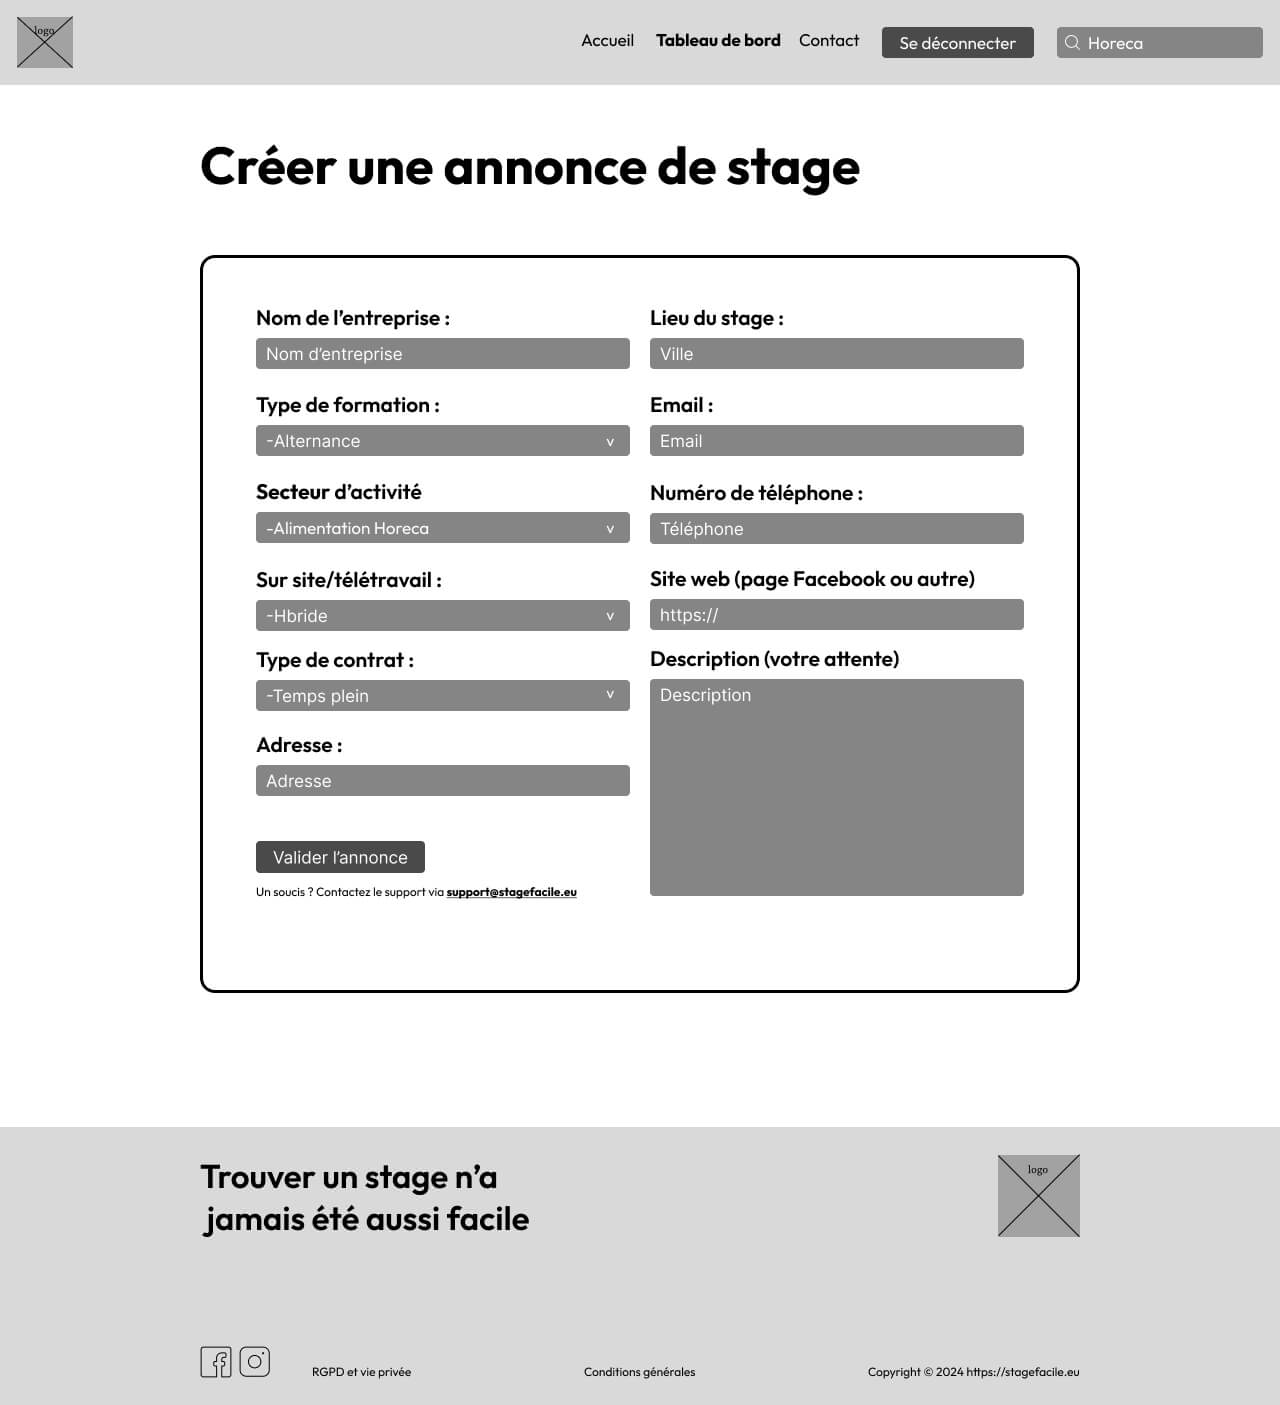 logo
Accueil
Tableau de bord
Contact
Se déconnecter
Horeca
Créer une annonce de stage
Nom de l’entreprise :
Nom d’entreprise
Type de formation :
-Alternance
v
Secteur d’activité
-Alimentation Horeca
v
Sur site/télétravail :
-Hbride
v
Type de contrat :
-Temps plein
v
Adresse :
Adresse
Valider l’annonce
Un soucis ? Contactez le support via support@stagefacile.eu
Lieu du stage :
Ville
Email :
Email
Numéro de téléphone :
Téléphone
Site web (page Facebook ou autre)
https://
Description (votre attente)
Description
Trouver un stage n’a
jamais été aussi facile
logo
RGPD et vie privée
Conditions générales
Copyright © 2024 https://stagefacile.eu